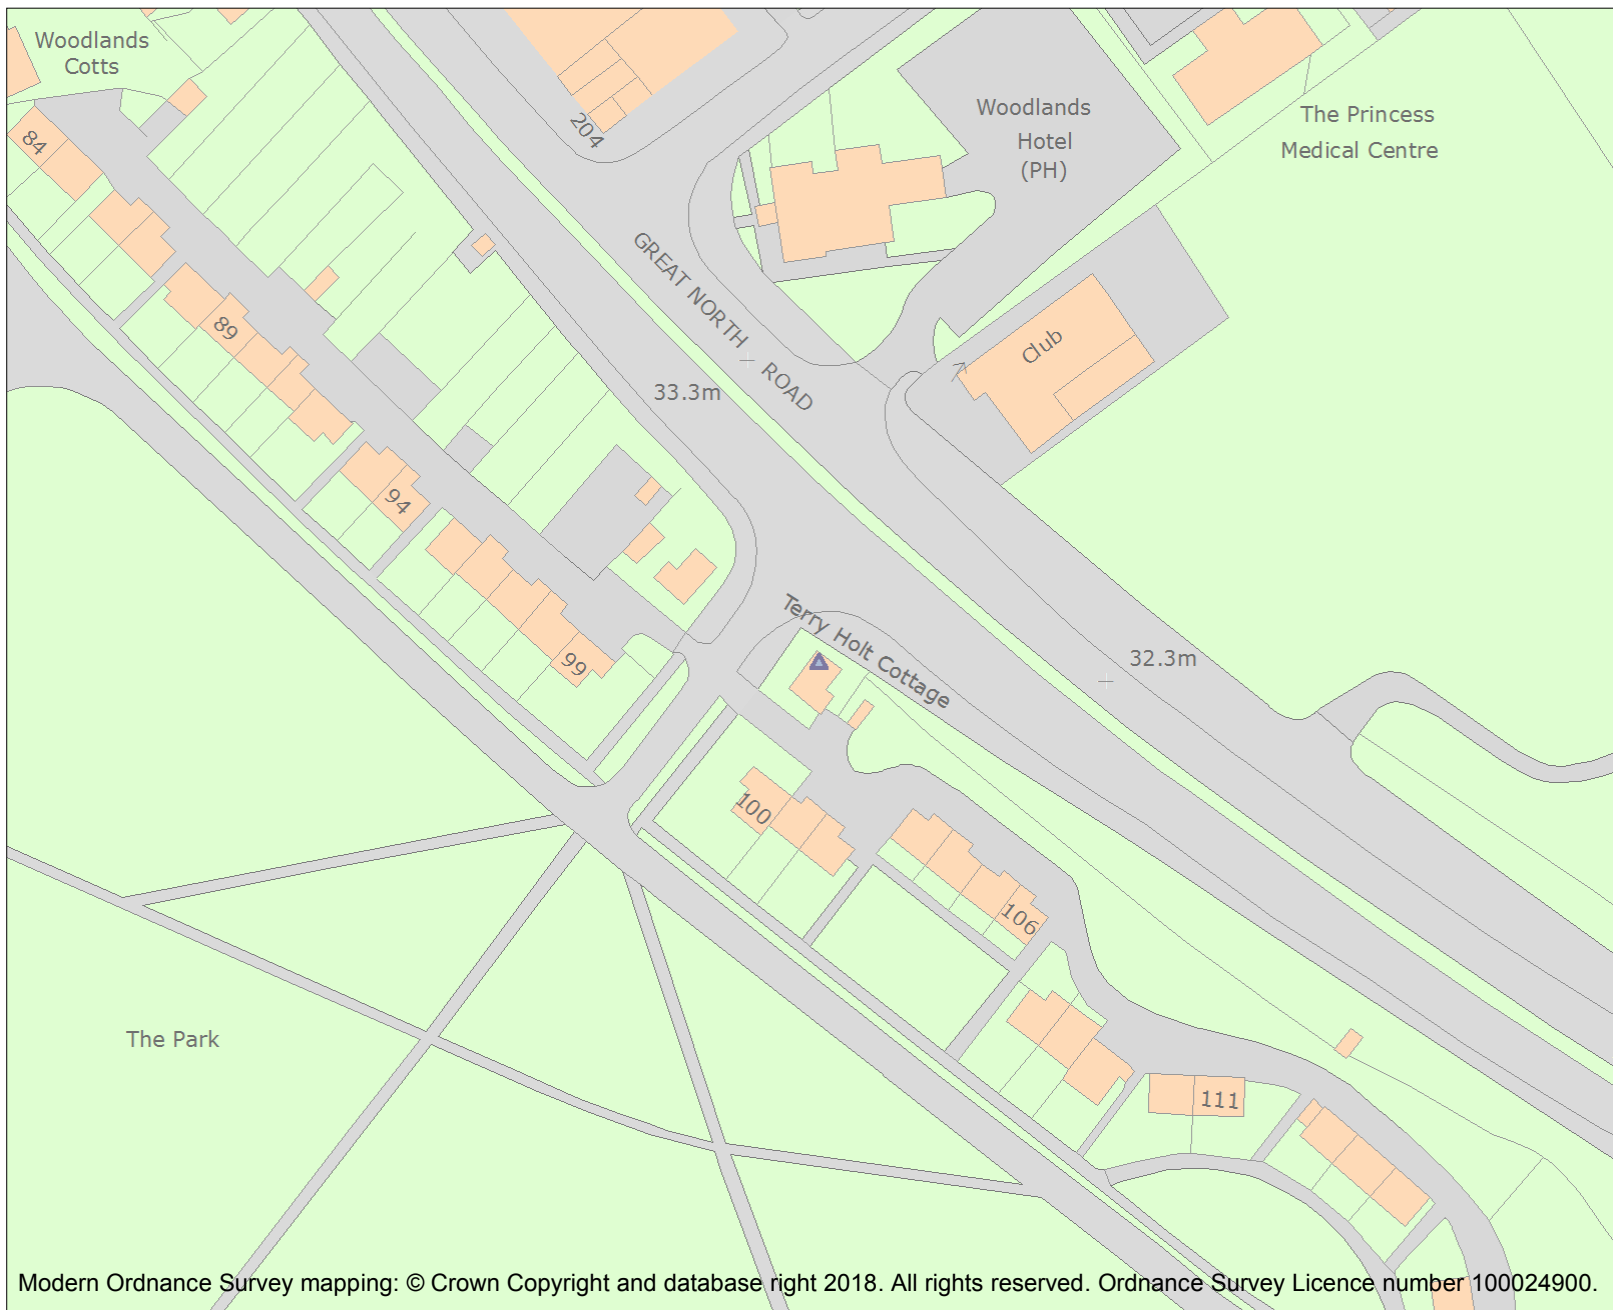 Woodlands
Cotts
84
204
Woodlands
Hotel
(PH)
The Princess
Medical Centre
GREAT NORTH ROAD
89
Club
33.3m
94
Terry Holt Cottage
32.3m
99
100
106
The Park
111
Modern Ordnance Survey mapping: © Crown Copyright and database right 2018. All rights reserved. Ordnance Survey Licence number 100024900.